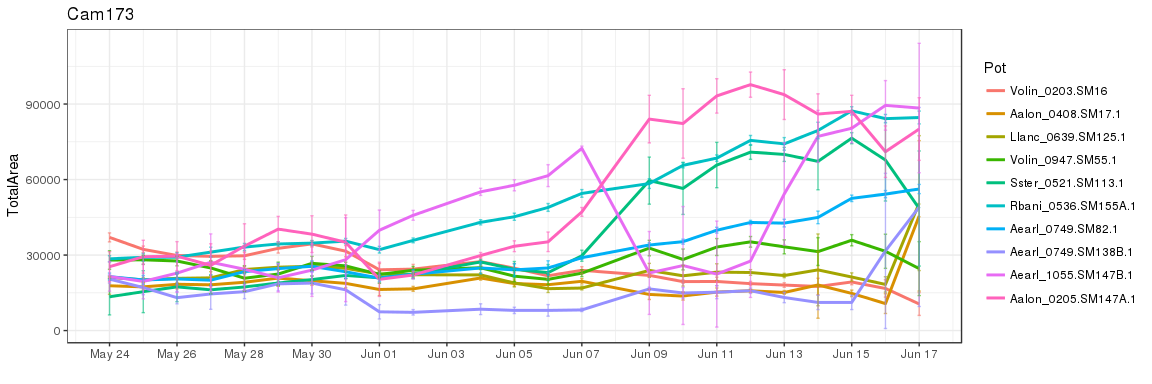 Cam173
TotalArea
90000
60000
30000
0
May 24 May 26 May 28 May 30 Jun 01 Jun 03 Jun 05 Jun 07 Jun 09 Jun 11 Jun 13 Jun 15 Jun 17
Pot
Volin_0203.SM16
Aalon_0408.SM17.1
Llanc_0639.SM125.1
Volin_0947.SM55.1
Sster_0521.SM113.1
Rbani_0536.SM155A.1
Aearl_0749.SM82.1
Aearl_0749.SM138B.1
Aearl_1055.SM147B.1
Aalon_0205.SM147A.1